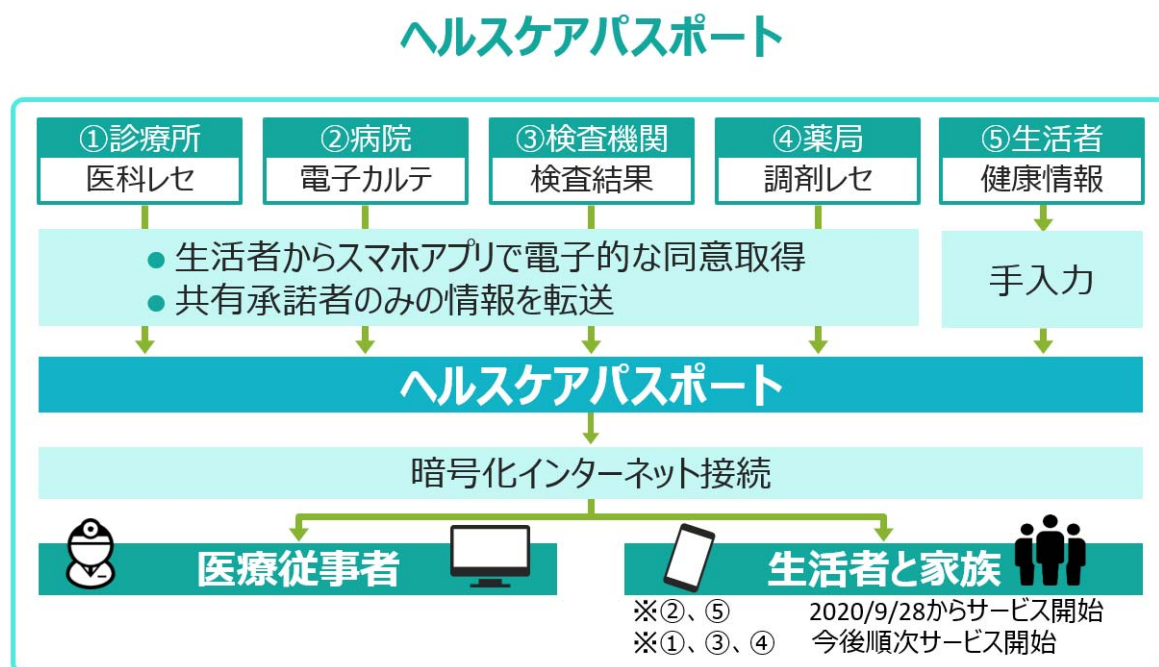 ヘルスケアパスポート
①診療所
医科レセ
②病院
電子カルテ
③検査機関
検査結果
④薬局
調剤レセ
⑤生活者
健康情報
● 生活者からスマホアプリで電子的な同意取得
● 共有承諾者のみの情報を転送
手入力
ヘルスケアパスポート
暗号化インターネット接続
医療従事者
生活者と家族
※②、⑤ 2020/9/28からサービス開始
※①、③、④ 今後順次サービス開始